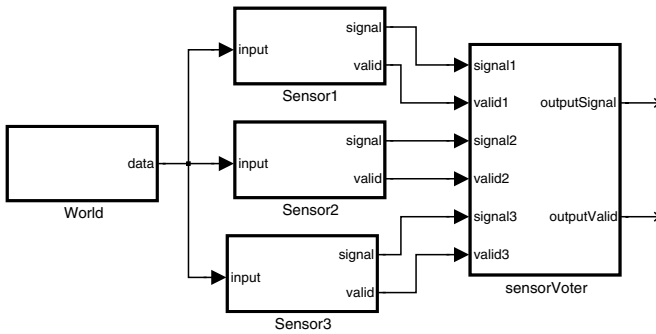 data
World
input
signal
valid
Sensor1
input
signal
valid
Sensor2
input
signal
valid
Sensor3
signal1
valid1
signal2
valid2
signal3
valid3
outputSignal
outputValid
sensorVoter